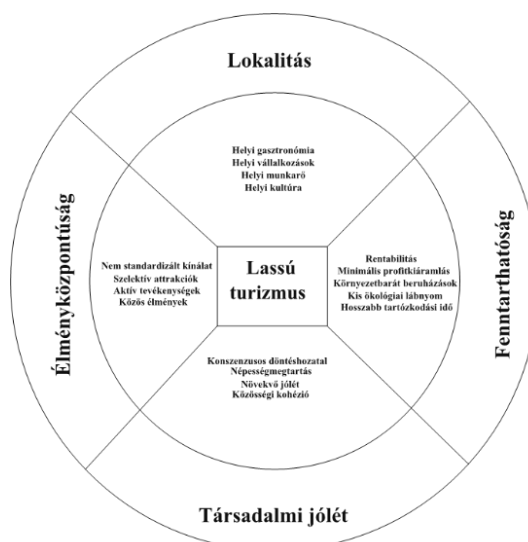 Lokalitás
Helyi gasztronómia
Helyi vállalkozások
Helyi munkaerő
Helyi kultúra
Élményközpontúság
Nem standardizált kínálat
Szelektív attrakciók
Aktív tevékenységek
Közös élmények
Lassú
turizmus
Rentabilitás
Minimális profitkiáramlás
Környezetbarát beruházások
Kis ökológiai lábnyom
Hosszabb tartózkodási idő
Fenntarthatóság
Konszenzusos döntéshozatal
Népességmegtartás
Növekvő jólét
Közösségi kohézió
Társadalmi jólét